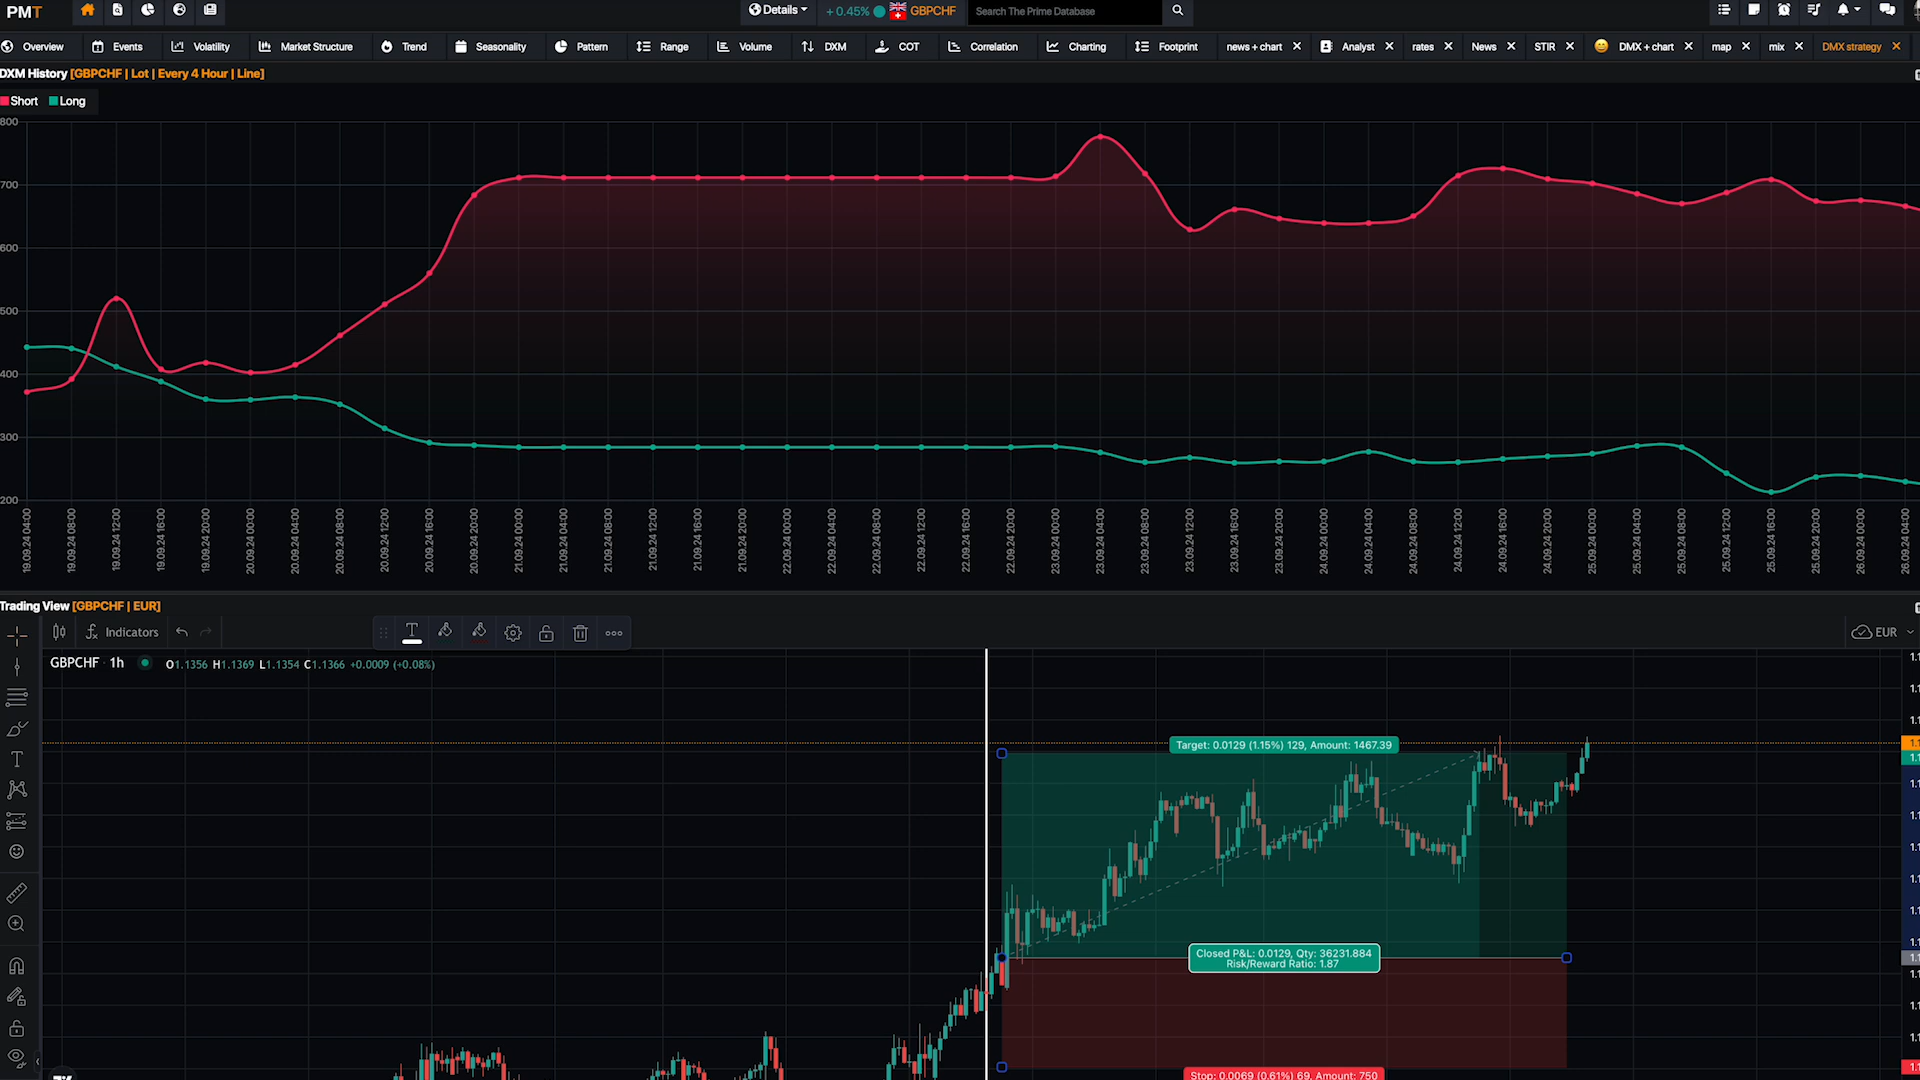 PMT
Details
+ 0.45%
GBPCHF
Search The Prime Database
Overview
Events
Volatility
Market Structure
Trend
Seasonality
Pattern
Range
Volume
DXM
COT
Correlation
Charting
Footprint
news + chart
Analyst
rates
News
STIR
DMX + chart
map
mix
DMX strategy
DXM History [GBPCHF | Lot | Every 4 Hour | Line]
Short Long
800
700
600
500
400
300
200
19.09.24 04:00
19.09.24 08:00
19.09.24 12:00
19.09.24 16:00
19.09.24 20:00
20.09.24 00:00
20.09.24 04:00
20.09.24 08:00
20.09.24 12:00
20.09.24 16:00
20.09.24 20:00
21.09.24 00:00
21.09.24 04:00
21.09.24 08:00
21.09.24 12:00
21.09.24 16:00
21.09.24 20:00
22.09.24 00:00
22.09.24 04:00
22.09.24 08:00
22.09.24 12:00
22.09.24 16:00
22.09.24 20:00
23.09.24 00:00
23.09.24 04:00
23.09.24 08:00
23.09.24 12:00
23.09.24 16:00
23.09.24 20:00
24.09.24 00:00
24.09.24 04:00
24.09.24 08:00
24.09.24 12:00
24.09.24 16:00
24.09.24 20:00
25.09.24 00:00
25.09.24 04:00
25.09.24 08:00
25.09.24 12:00
25.09.24 16:00
25.09.24 20:00
26.09.24 00:00
26.09.24 04:00
Trading View [GBPCHF | EUR]
Indicators
EUR
GBPCHF · 1h
O1.1356 H1.1369 L1.1354 C1.1366 +0.0009 (+0.08%)
Target: 0.0129 (1.15%) 129, Amount: 1467.39
Closed P&L: 0.0129, Qty: 36231.884
Risk/Reward Ratio: 1.87
Stop: 0.0069 (0.61%) 69, Amount: 750